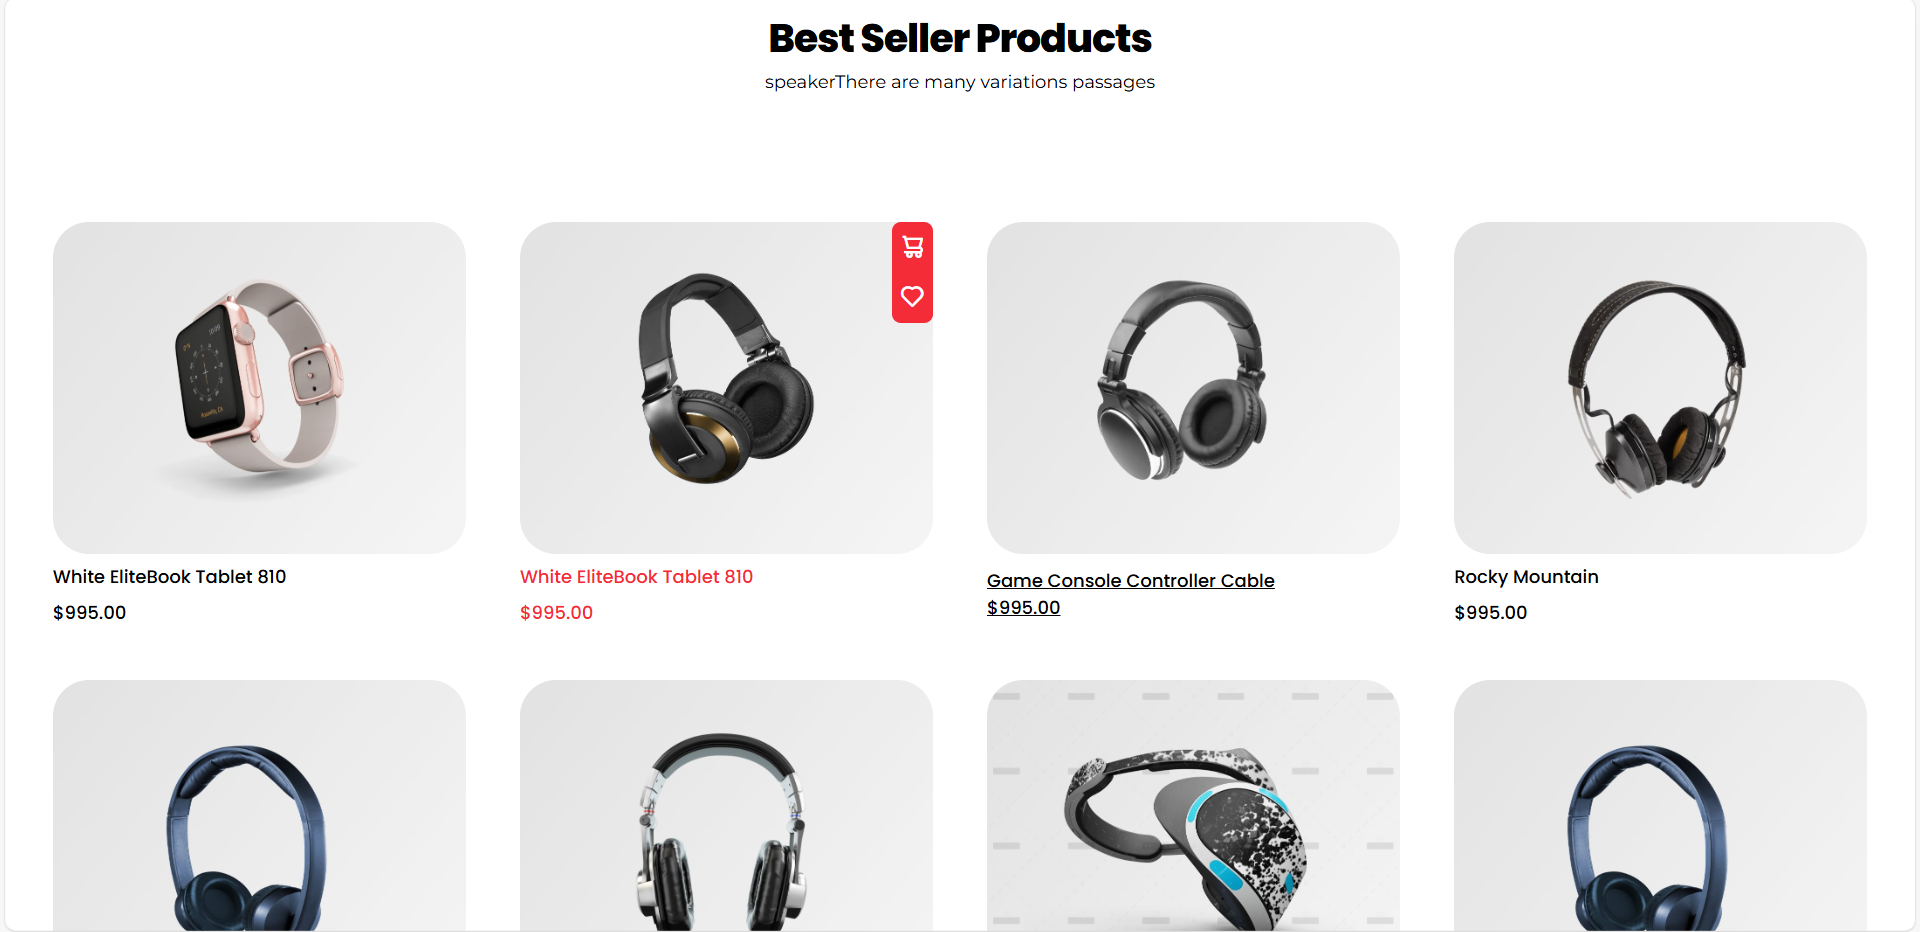 Best Seller Products
speakerThere are many variations passages
White EliteBook Tablet 810
$995.00
White EliteBook Tablet 810
$995.00
Game Console Controller Cable
$995.00
Rocky Mountain
$995.00